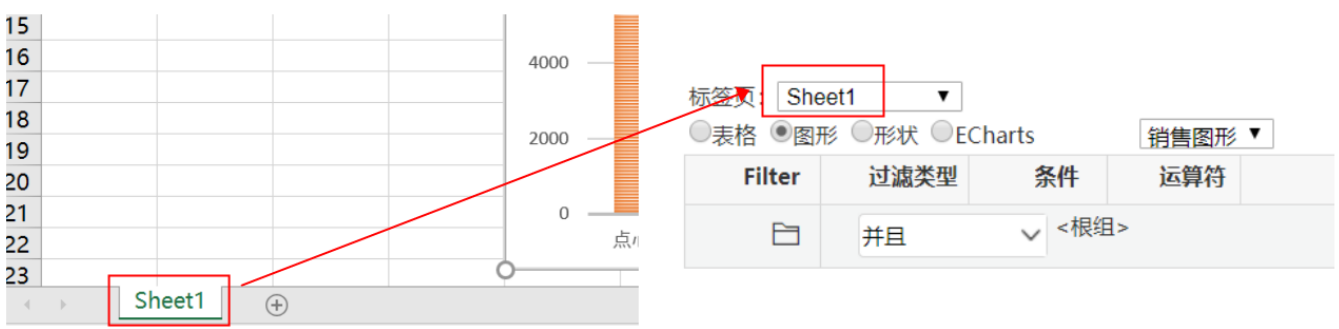 15
16
17
18
19
20
21
22
23
4000
2000
0
点心
Sheet1
标签页: Sheet1
表格 图形 形状 ECharts 销售图形
Filter 过滤类型 条件 运算符
并且 <根组>